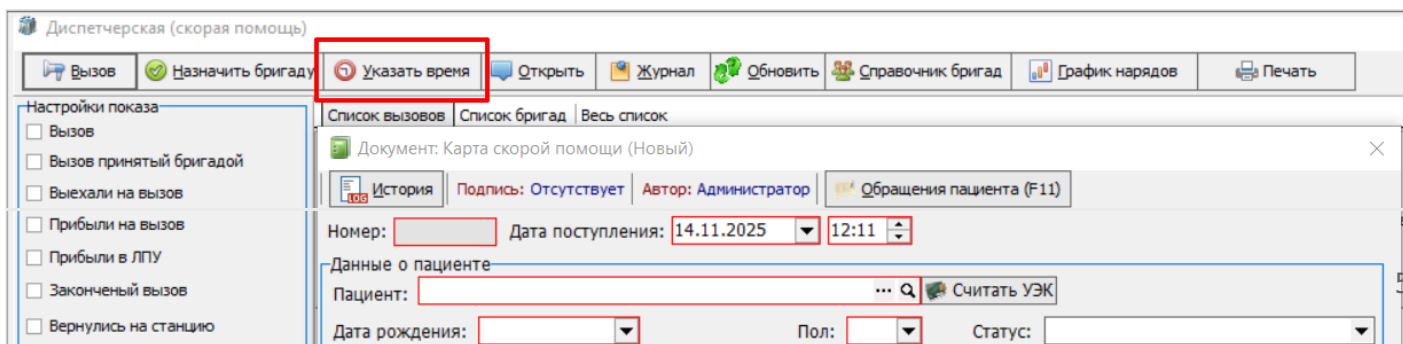 Диспетчерская (скорая помощь)
Вызов Назначить бригаду Указать время Открыть Журнал Обновить Справочник бригад График нарядов Печать
Настройки показа
Вызов
Вызов принятый бригадой
Выехали на вызов
Прибыли на вызов
Прибыли в ЛПУ
Законченый вызов
Вернулись на станцию
Список вызовов Список бригад Весь список
Документ: Карта скорой помощи (Новый)
LOG История Подпись: Отсутствует Автор: Администратор Обращения пациента (F11)
Номер: Дата поступления: 14.11.2025 12:11
Данные о пациенте
Пациент: ... Считать УЭК
Дата рождения: Пол: Статус: